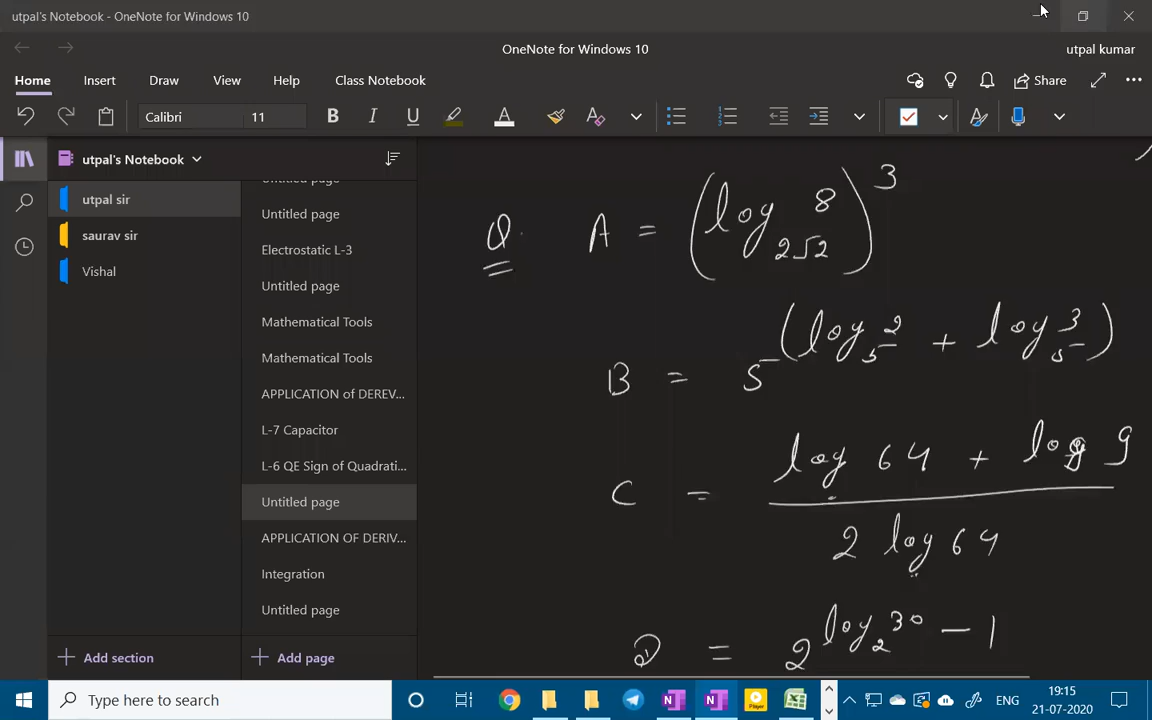 utpal's Notebook - OneNote for Windows 10
OneNote for Windows 10
utpal kumar
Home Insert Draw View Help Class Notebook Share
Calibri 11 B I U A
utpal's Notebook
utpal sir
saurav sir
Vishal
Untitled page
Untitled page
Electrostatic L-3
Untitled page
Mathematical Tools
Mathematical Tools
APPLICATION of DEREV...
L-7 Capacitor
L-6 QE Sign of Quadrati...
Untitled page
APPLICATION OF DERIV...
Integration
Untitled page
Add section
Add page
Q A = (log_{2√2} 8)^3
B = 5^{(log_5 2 + log_5 3)}
C = (log 64 + log 9) / (2 log 64)
D = 2^{log_2 30 - 1}
Type here to search
Player
ENG
19:15
21-07-2020